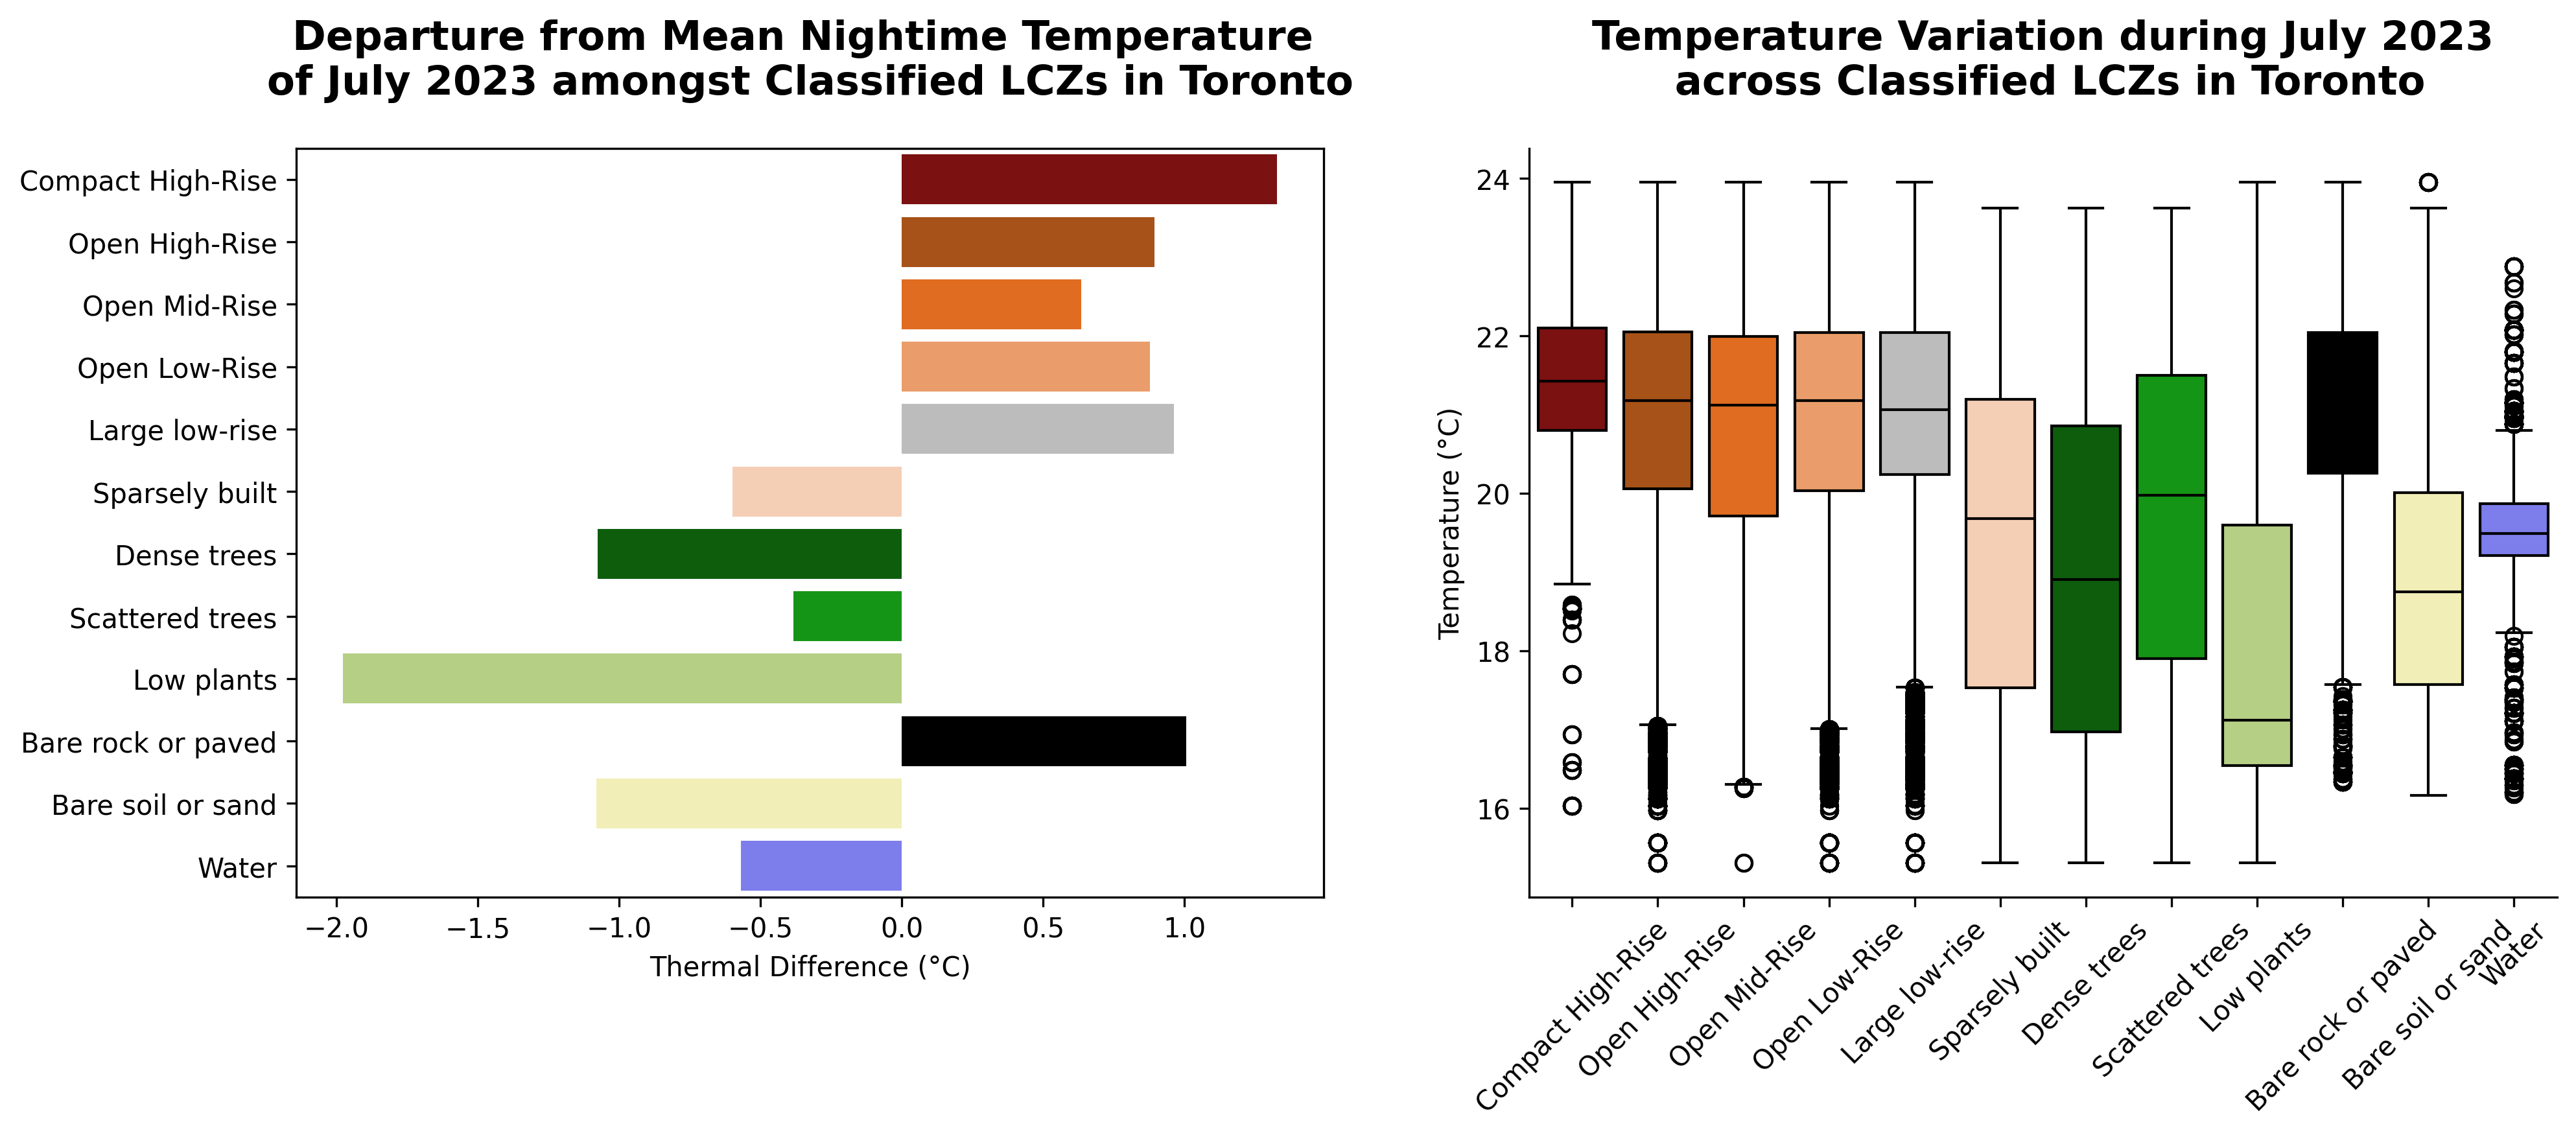 Departure from Mean Nightime Temperature
of July 2023 amongst Classified LCZs in Toronto
Compact High-Rise
Open High-Rise
Open Mid-Rise
Open Low-Rise
Large low-rise
Sparsely built
Dense trees
Scattered trees
Low plants
Bare rock or paved
Bare soil or sand
Water
−2.0 −1.5 −1.0 −0.5 0.0 0.5 1.0
Thermal Difference (°C)
Temperature Variation during July 2023
across Classified LCZs in Toronto
24
22
20
18
16
Temperature (°C)
Compact High-Rise
Open High-Rise
Open Mid-Rise
Open Low-Rise
Large low-rise
Sparsely built
Dense trees
Scattered trees
Low plants
Bare rock or paved
Bare soil or sand
Water